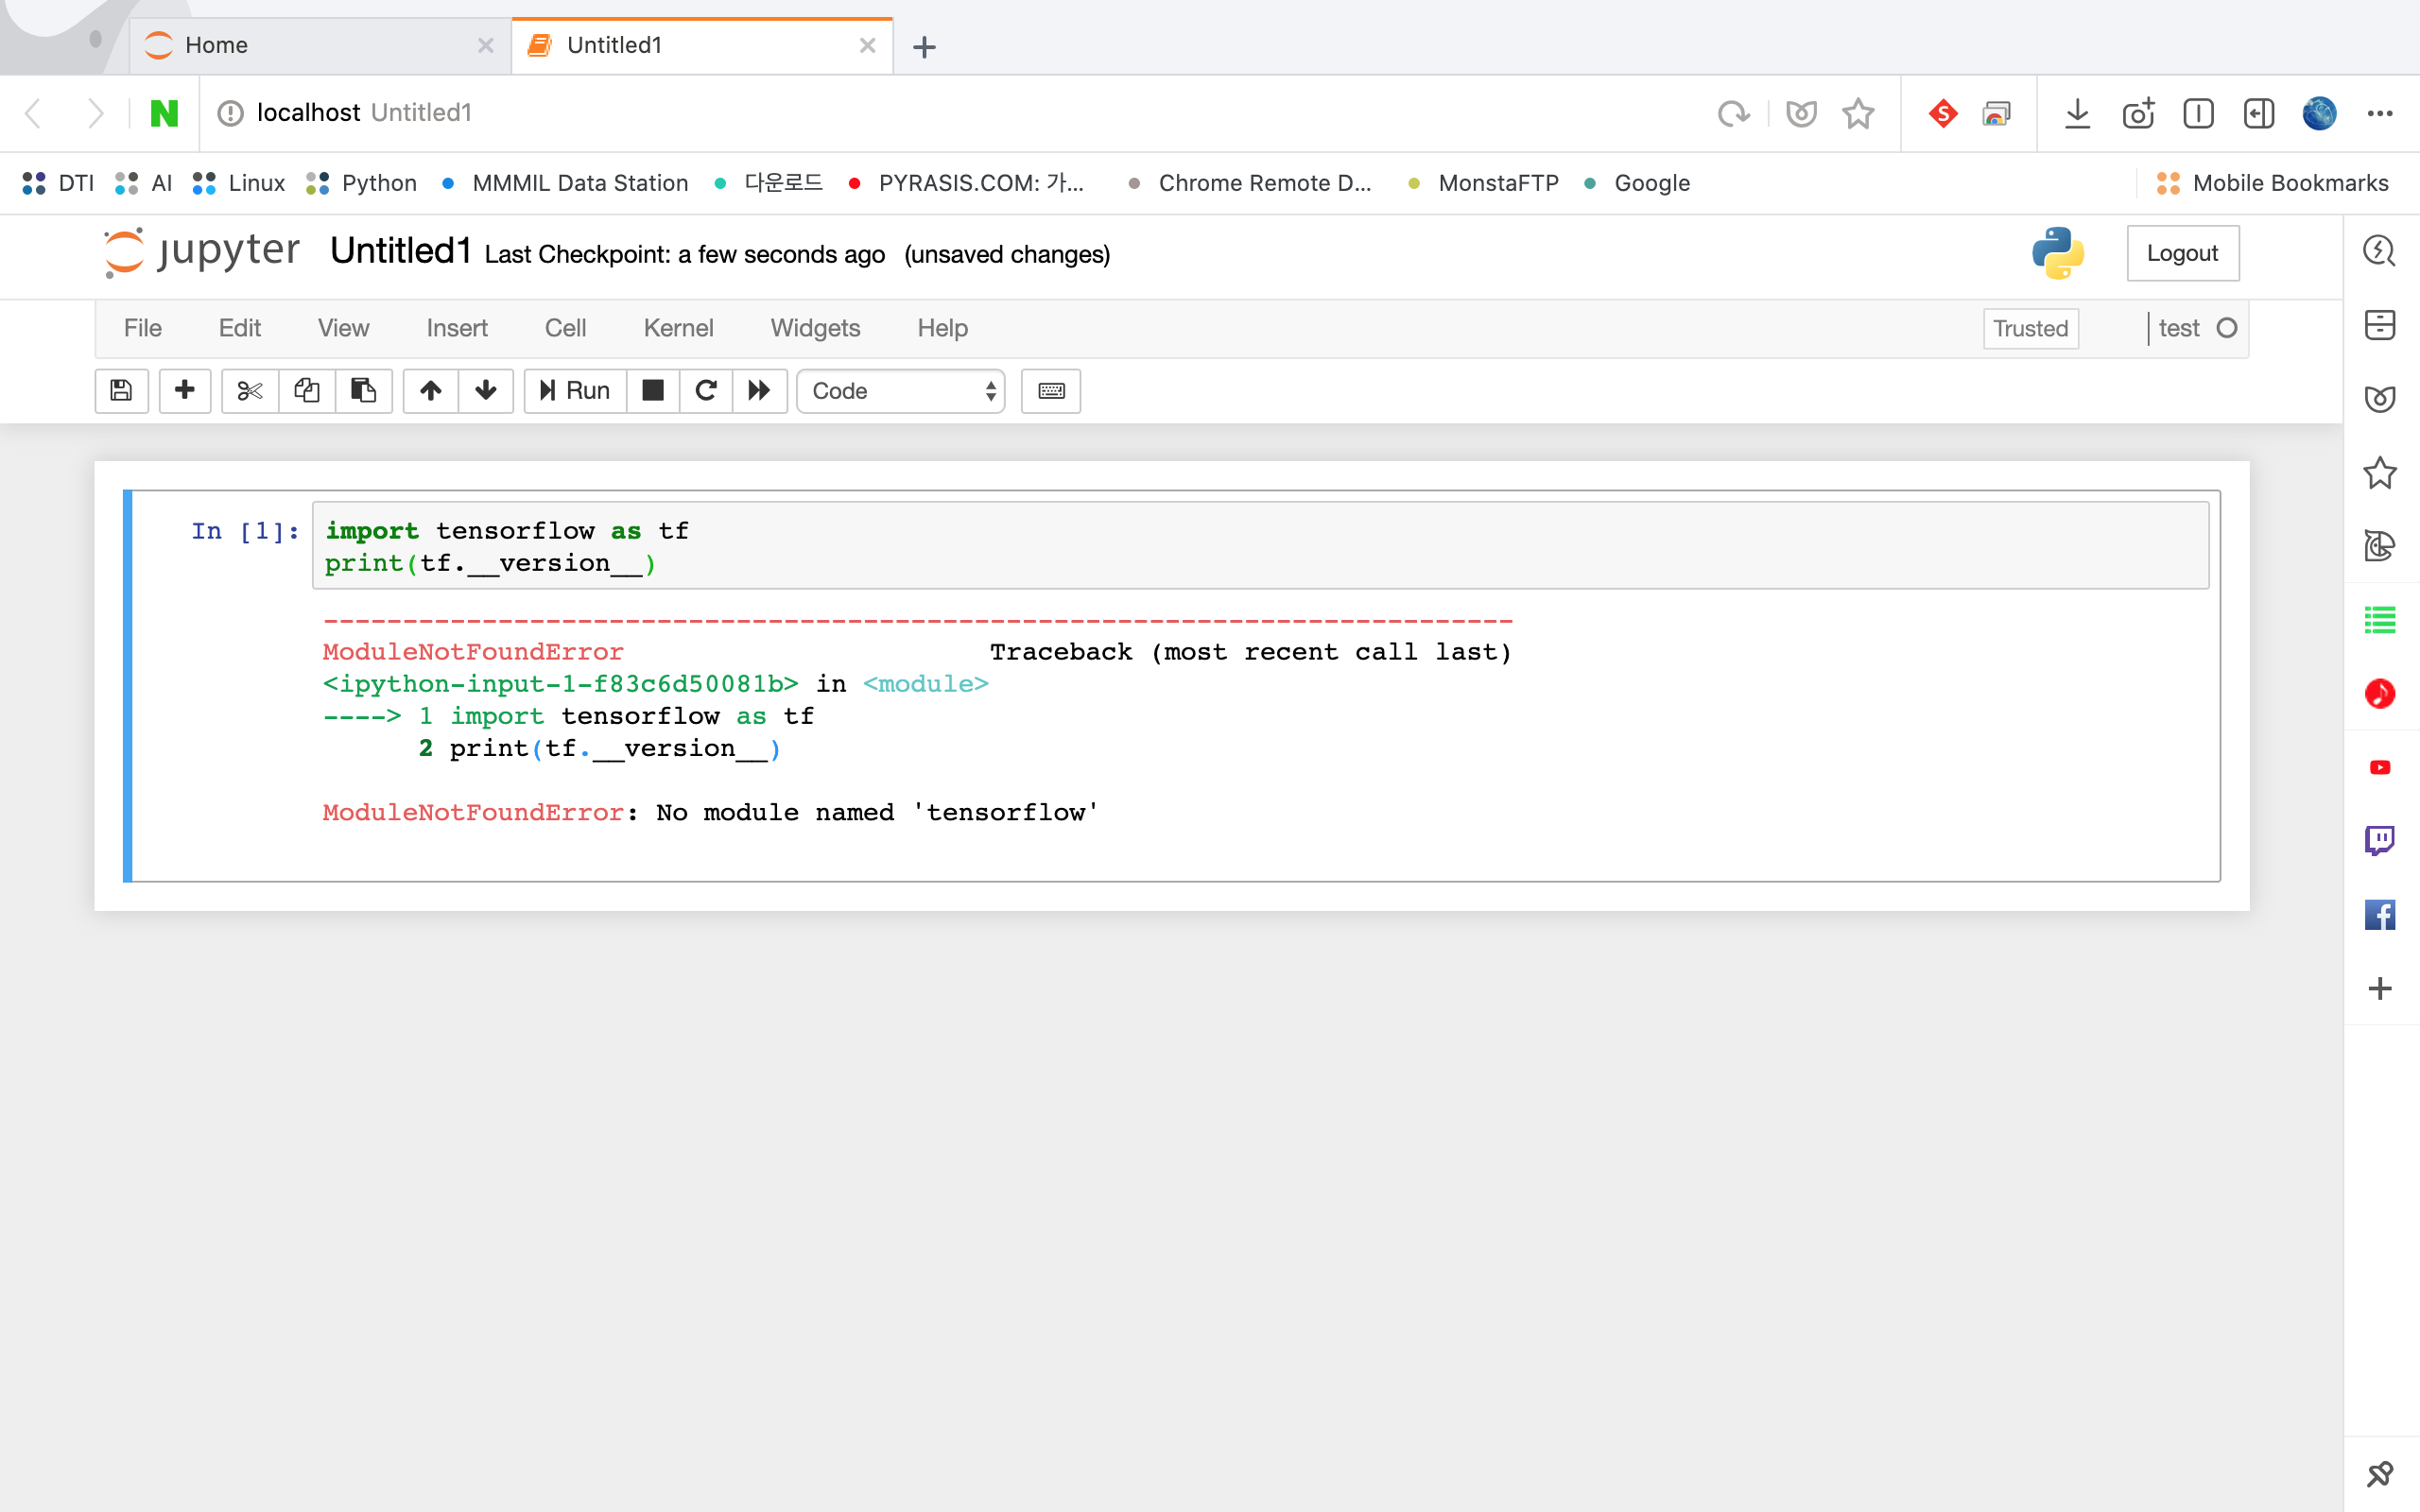 Home
Untitled1
localhost Untitled1
DTI AI Linux Python MMMIL Data Station 다운로드 PYRASIS.COM: 가... Chrome Remote D... MonstaFTP Google Mobile Bookmarks
jupyter Untitled1 Last Checkpoint: a few seconds ago (unsaved changes) Logout
File Edit View Insert Cell Kernel Widgets Help Trusted test
Run Code
In [1]: import tensorflow as tf
print(tf.__version__)
---------------------------------------------------------------------------
ModuleNotFoundError Traceback (most recent call last)
<ipython-input-1-f83c6d50081b> in <module>
----> 1 import tensorflow as tf
2 print(tf.__version__)
ModuleNotFoundError: No module named 'tensorflow'